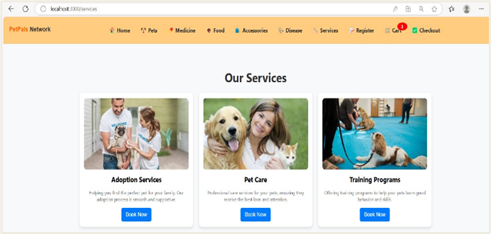 localhost:3000/services
PetPals Network
Home Pets Medicine Food Accessories Disease Services Register Cart Checkout
Our Services
Adoption Services
Helping you find the perfect pet for your family. Our
adoption process is smooth and supportive.
Book Now
Pet Care
Professional care services for your pets, ensuring they
receive the best love and attention.
Book Now
Training Programs
Offering training programs to help your pets learn good
behavior and skills.
Book Now